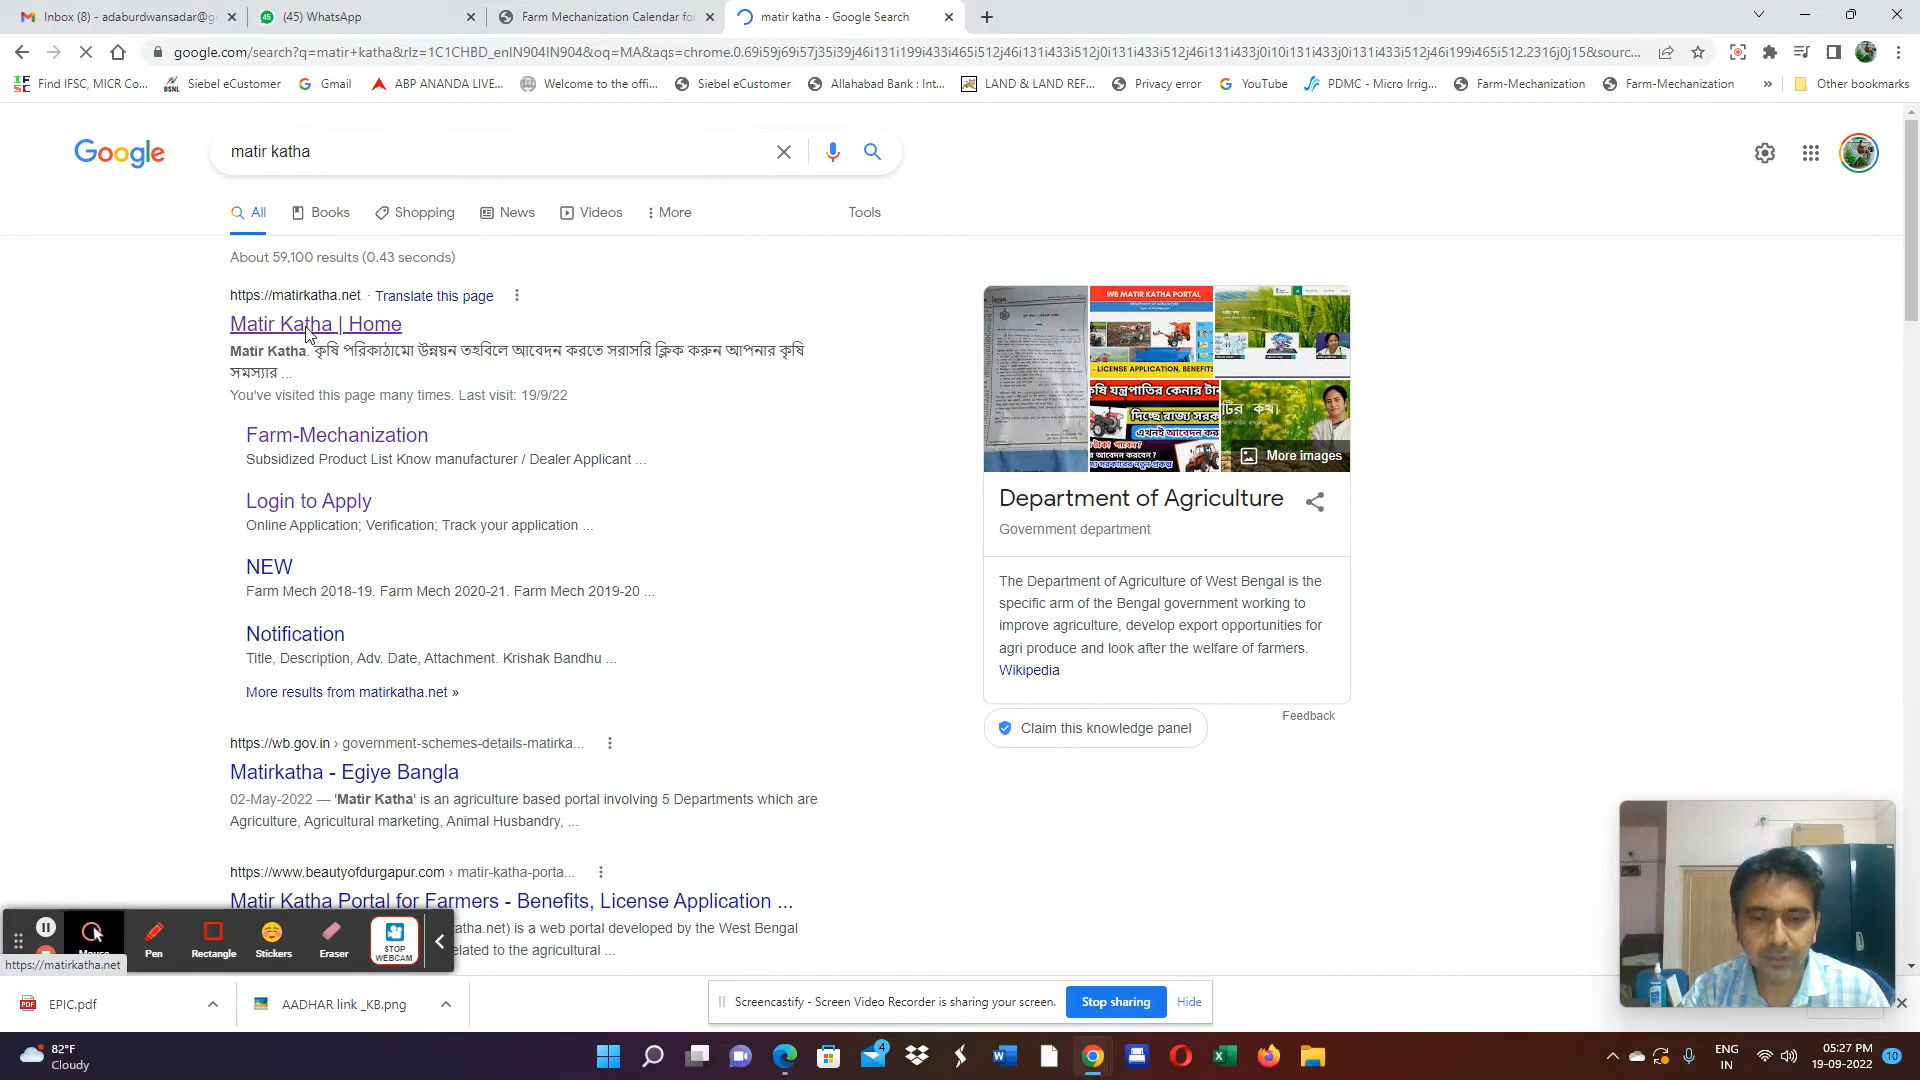 Inbox (8) - adaburdwansadar@g
(45) WhatsApp
Farm Mechanization Calendar for
matir katha - Google Search
google.com/search?q=matir+katha&rlz=1C1CHBD_enIN904IN904&oq=MA&aqs=chrome.0.69i59j69i57j35i39j46i131i199i433i465i512j46i131i433i512j0i131i433i512j46i131i433j0i10i131i433j0i131i433i512j46i199i465i512.2316j0j15&sourc...
Find IFSC, MICR Co...
Siebel eCustomer
Gmail
ABP ANANDA LIVE...
Welcome to the offi...
Siebel eCustomer
Allahabad Bank : Int...
LAND & LAND REF...
Privacy error
YouTube
PDMC - Micro Irrig...
Farm-Mechanization
Farm-Mechanization
»
Other bookmarks
Google
matir katha
All
Books
Shopping
News
Videos
More
Tools
About 59,100 results (0.43 seconds)
https://matirkatha.net · Translate this page
Matir Katha | Home
Matir Katha. কৃষি পরিকাঠামো উন্নয়ন তহবিলে আবেদন করতে সরাসরি ক্লিক করুন আপনার কৃষি
সমস্যার ...
You've visited this page many times. Last visit: 19/9/22
Farm-Mechanization
Subsidized Product List Know manufacturer / Dealer Applicant ...
Login to Apply
Online Application; Verification; Track your application ...
NEW
Farm Mech 2018-19. Farm Mech 2020-21. Farm Mech 2019-20 ...
Notification
Title, Description, Adv. Date, Attachment. Krishak Bandhu ...
More results from matirkatha.net »
https://wb.gov.in › government-schemes-details-matirka...
Matirkatha - Egiye Bangla
02-May-2022 — 'Matir Katha' is an agriculture based portal involving 5 Departments which are
Agriculture, Agricultural marketing, Animal Husbandry, ...
https://www.beautyofdurgapur.com › matir-katha-porta...
Matir Katha Portal for Farmers - Benefits, License Application ...
atha.net) is a web portal developed by the West Bengal
elated to the agricultural ...
WB MATIR KATHA PORTAL
- LICENSE APPLICATION, BENEFITS
ষি যন্ত্রপাতির কেনার টা
দিচ্ছে রাজ্য সরক
এখনই আবেদন কর
টির কথা
More images
Department of Agriculture
Government department
The Department of Agriculture of West Bengal is the
specific arm of the Bengal government working to
improve agriculture, develop export opportunities for
agri produce and look after the welfare of farmers.
Wikipedia
Claim this knowledge panel
Feedback
Mouse
Pen
Rectangle
Stickers
Eraser
STOP
WEBCAM
https://matirkatha.net
EPIC.pdf
AADHAR link _KB.png
Screencastify - Screen Video Recorder is sharing your screen.
Stop sharing
Hide
82°F
Cloudy
4
ENG
IN
05:27 PM
19-09-2022
10